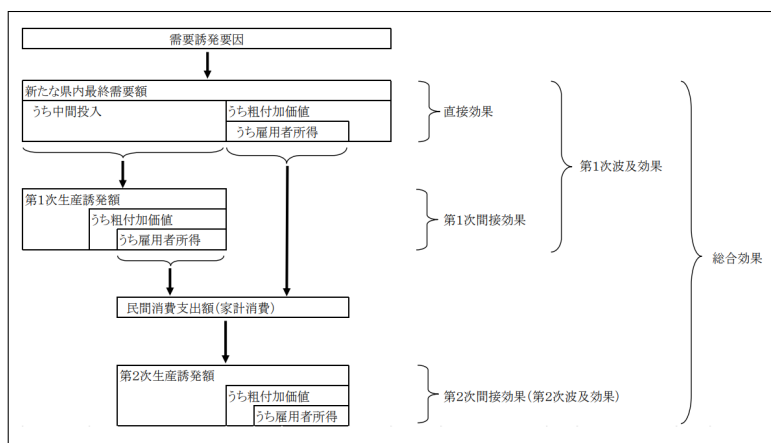 需要誘発要因
新たな県内最終需要額
うち中間投入
うち粗付加価値
うち雇用者所得
直接効果
第1次波及効果
第1次生産誘発額
うち粗付加価値
うち雇用者所得
第1次間接効果
総合効果
民間消費支出額(家計消費)
第2次生産誘発額
うち粗付加価値
うち雇用者所得
第2次間接効果(第2次波及効果)